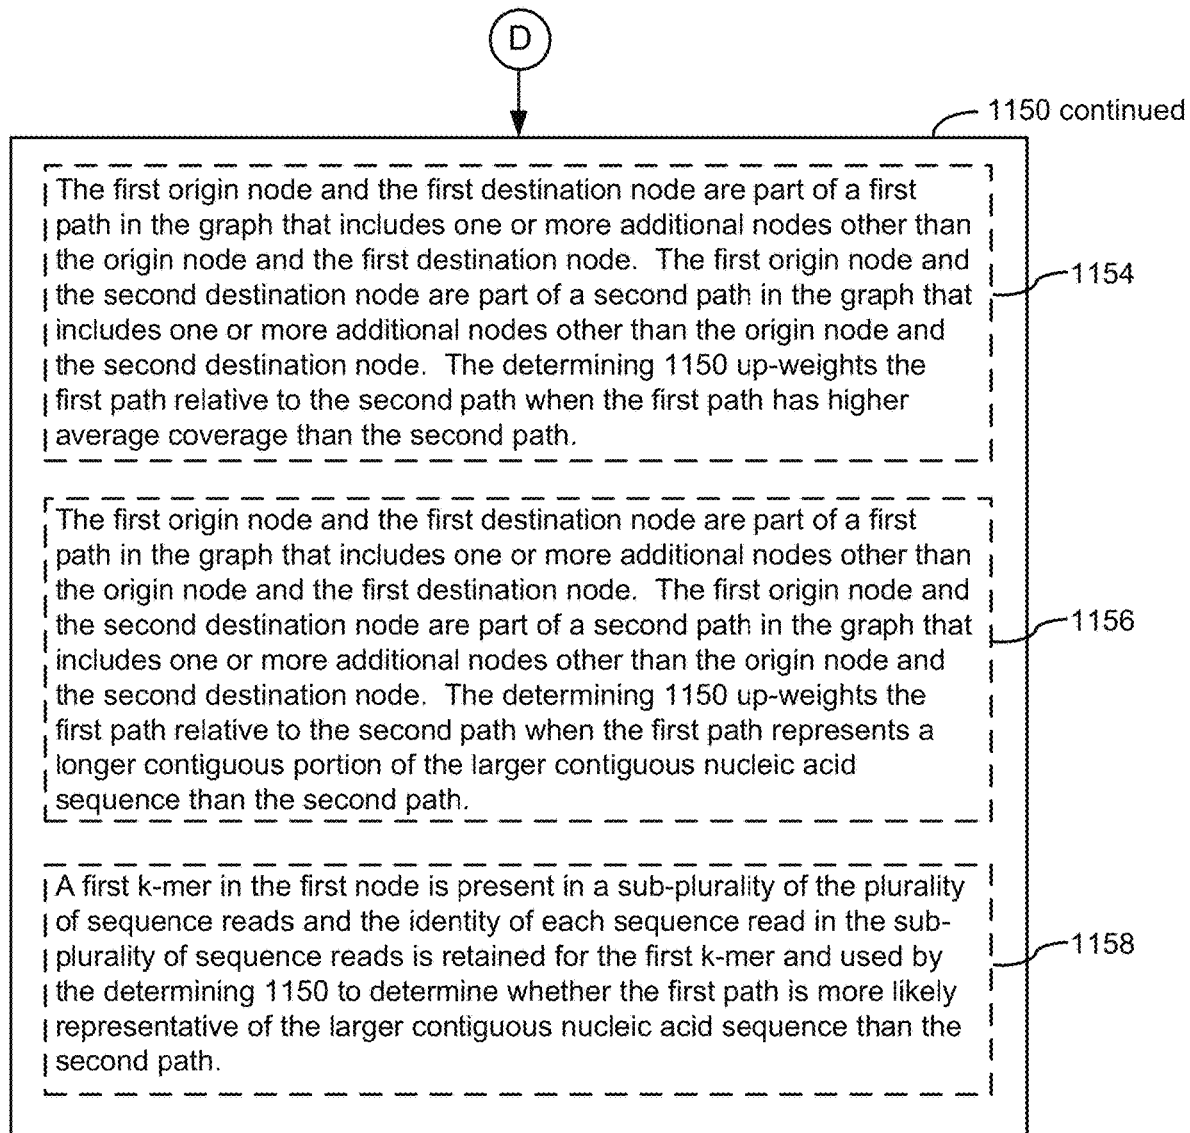 D
1150 continued
The first origin node and the first destination node are part of a first
path in the graph that includes one or more additional nodes other than
the origin node and the first destination node.  The first origin node and
the second destination node are part of a second path in the graph that
includes one or more additional nodes other than the origin node and
the second destination node.  The determining 1150 up-weights the
first path relative to the second path when the first path has higher
average coverage than the second path.
1154
The first origin node and the first destination node are part of a first
path in the graph that includes one or more additional nodes other than
the origin node and the first destination node.  The first origin node and
the second destination node are part of a second path in the graph that
includes one or more additional nodes other than the origin node and
the second destination node.  The determining 1150 up-weights the
first path relative to the second path when the first path represents a
longer contiguous portion of the larger contiguous nucleic acid
sequence than the second path.
1156
A first k-mer in the first node is present in a sub-plurality of the plurality
of sequence reads and the identity of each sequence read in the sub-
plurality of sequence reads is retained for the first k-mer and used by
the determining 1150 to determine whether the first path is more likely
representative of the larger contiguous nucleic acid sequence than the
second path.
1158